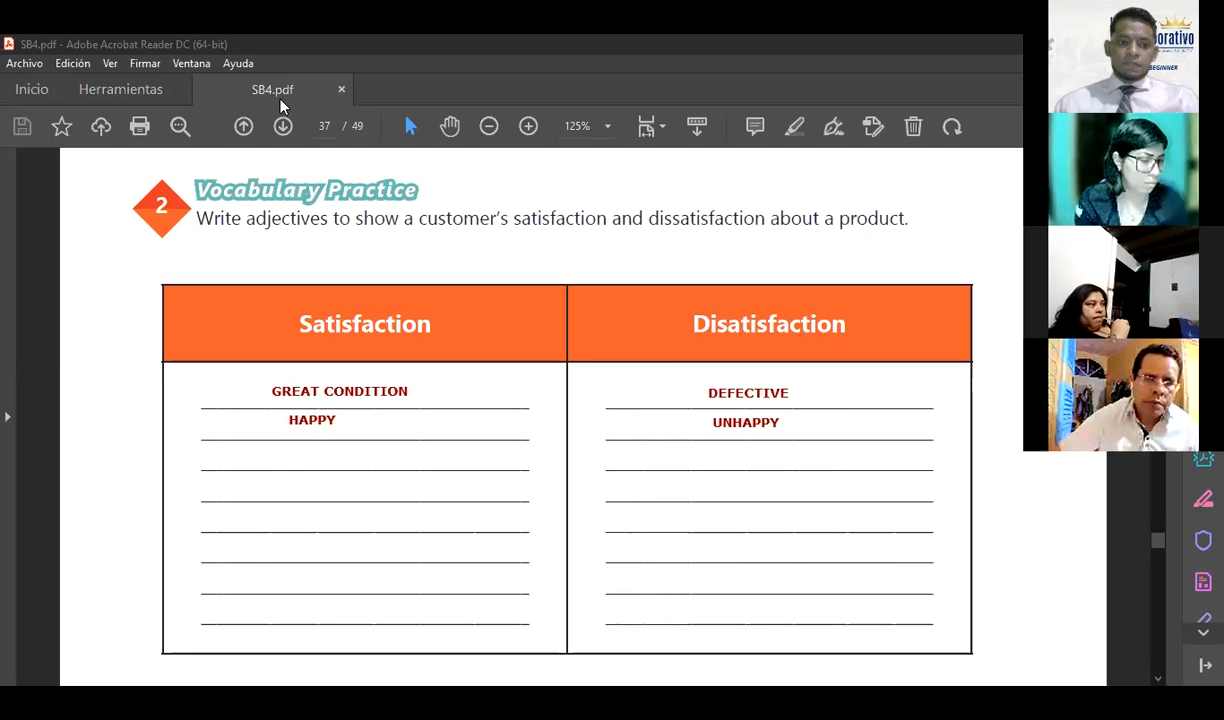 SB4.pdf - Adobe Acrobat Reader DC (64-bit)
Archivo Edición Ver Firmar Ventana Ayuda
Inicio Herramientas SB4.pdf ×
37 / 49 125%
2 Vocabulary Practice
Write adjectives to show a customer's satisfaction and dissatisfaction about a product.
Satisfaction Disatisfaction
GREAT CONDITION DEFECTIVE
HAPPY UNHAPPY
orativo
BEGINNER